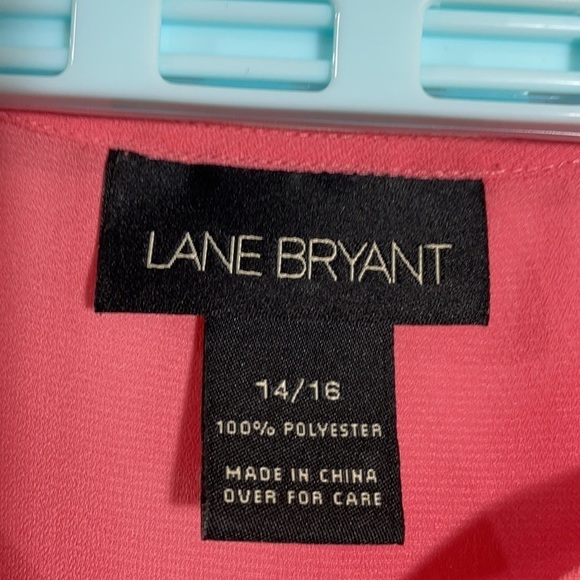 LANE BRYANT
14/16
100% POLYESTER
MADE IN CHINA
OVER FOR CARE